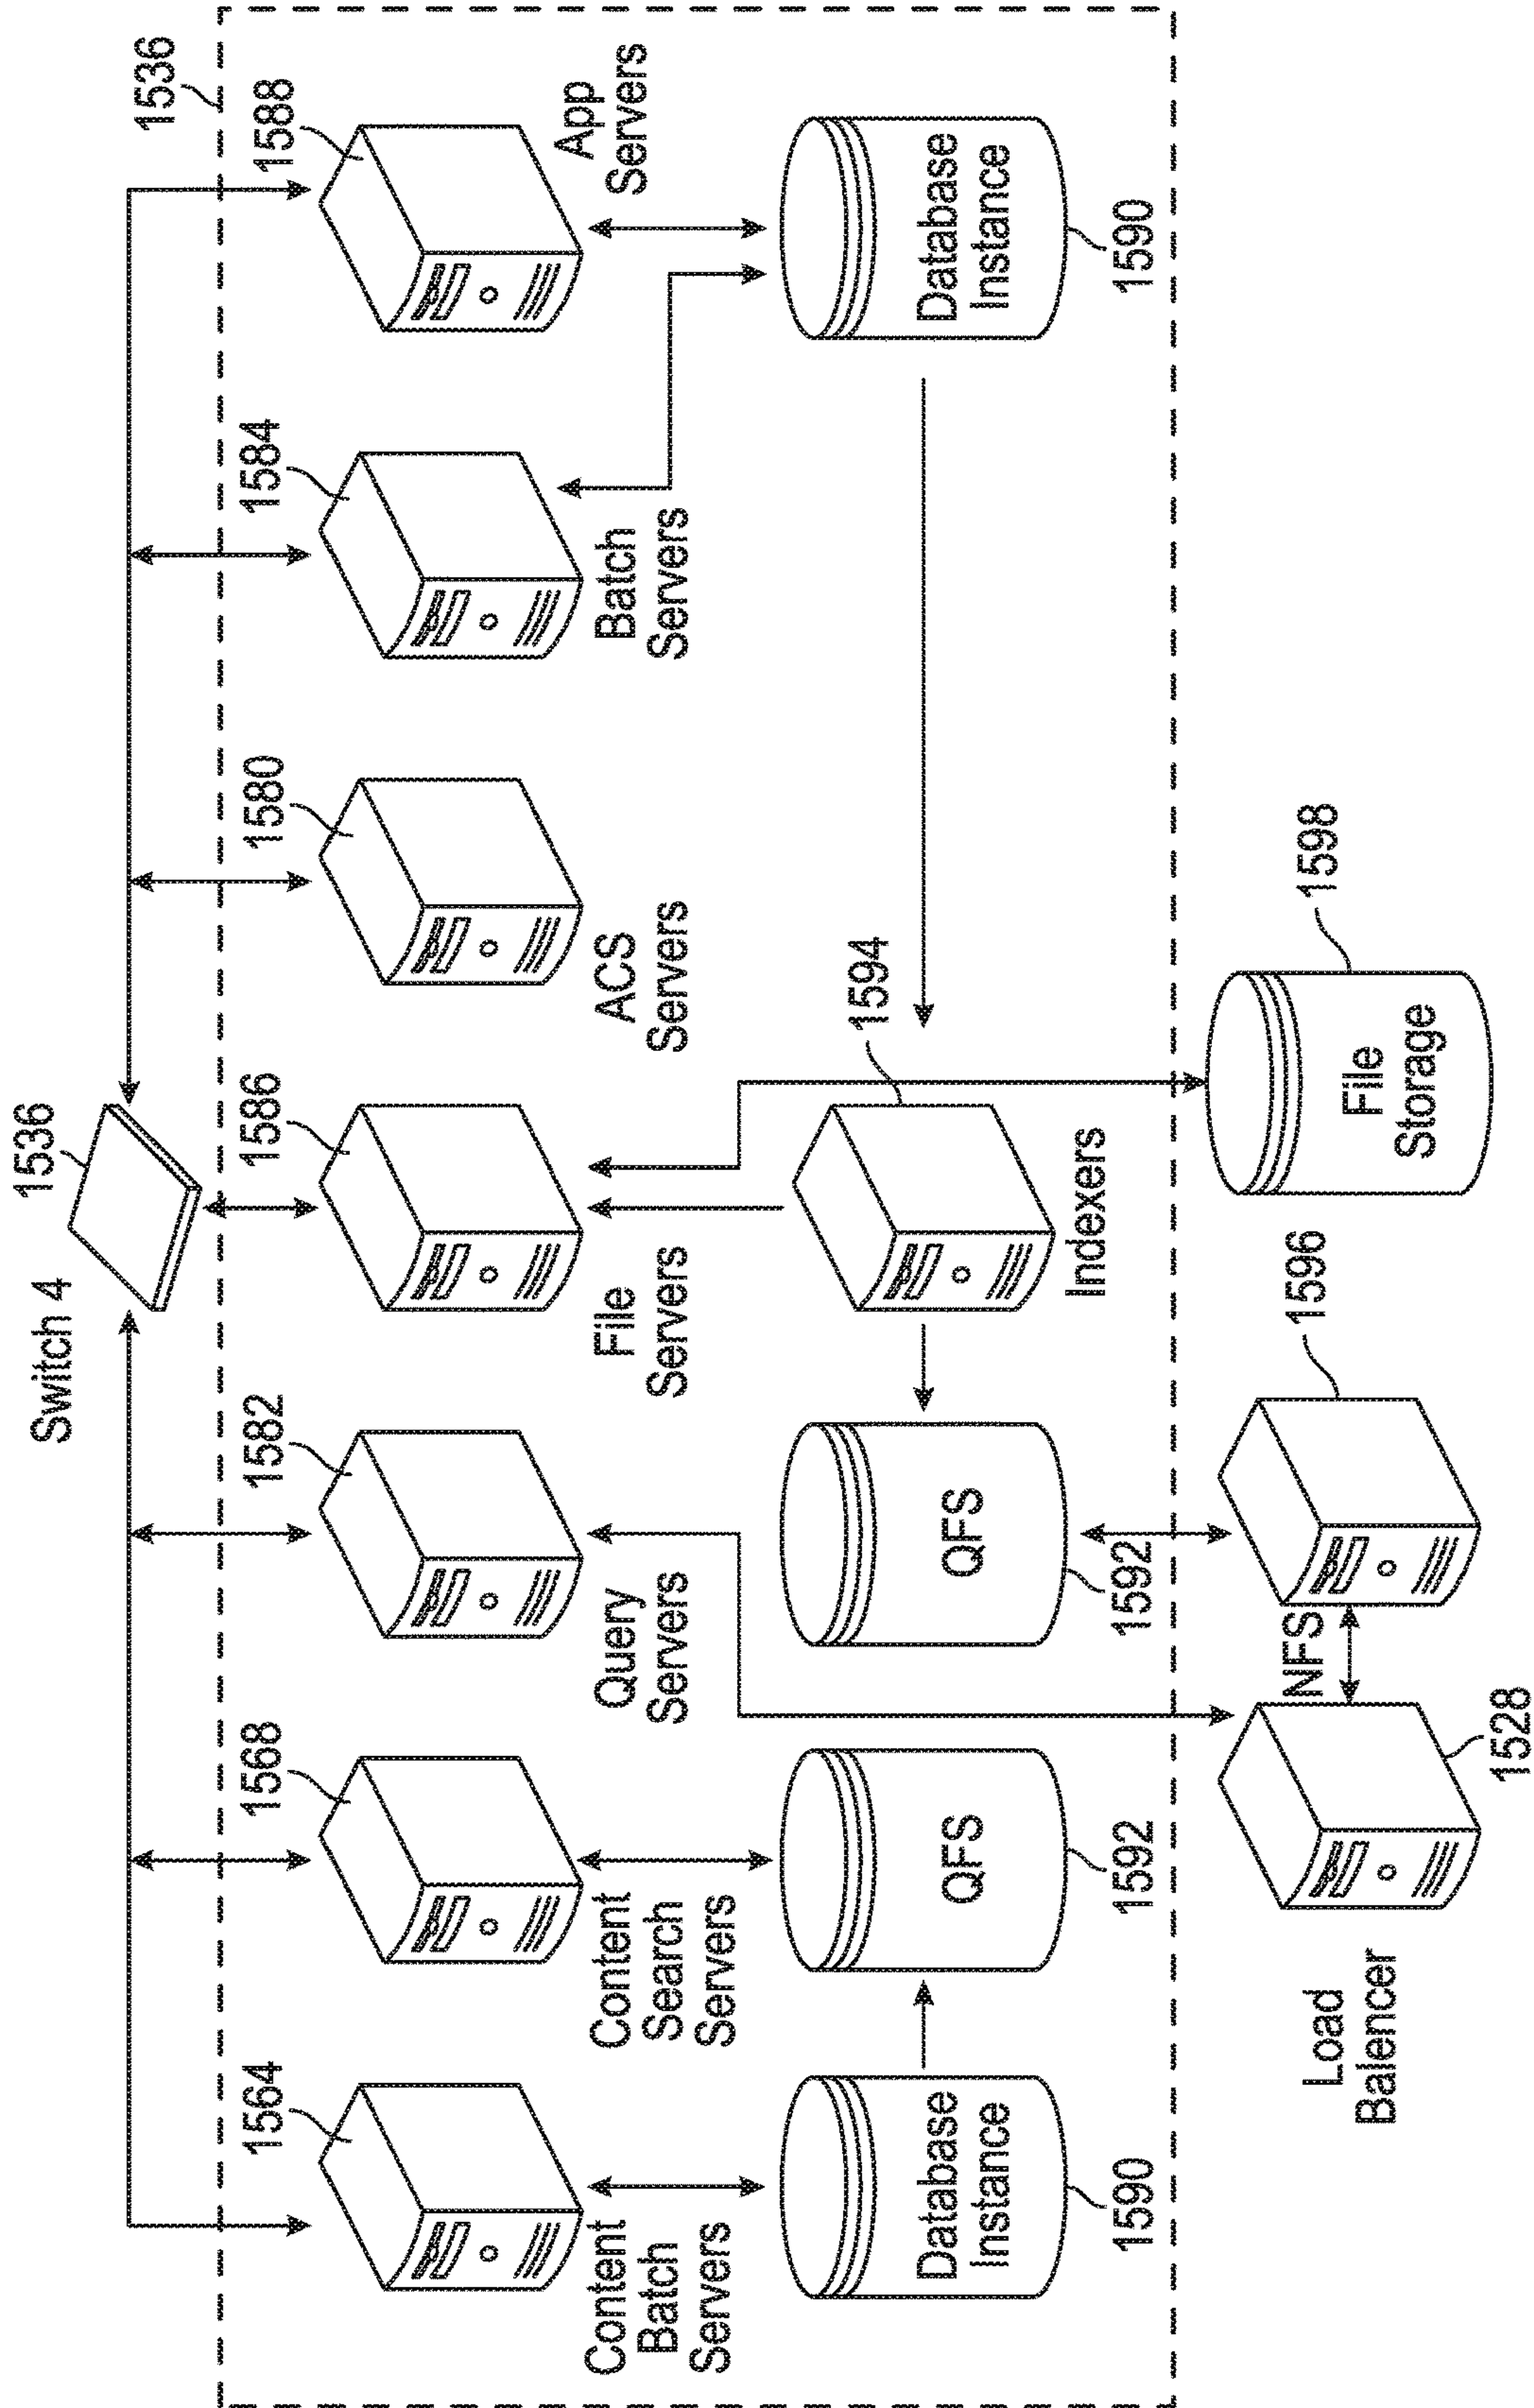 Switch 4
1536
1536
1564
1568
1582
1586
1580
1584
1588
Content
Batch
Servers
Content
Search
Servers
Query
Servers
File
Servers
ACS
Servers
Batch
Servers
App
Servers
Database
Instance
1590
QFS
1592
QFS
1592
Indexers
1594
Database
Instance
1590
Load
Balencer
1528
NFS
1596
File
Storage
1598